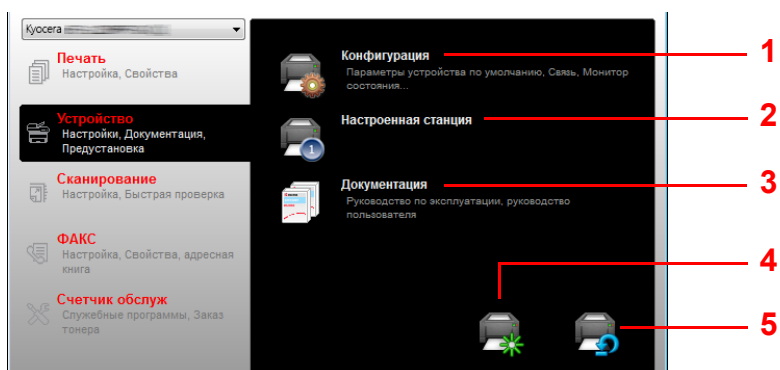 Kyocera
Печать
Настройка, Свойства
Устройство
Настройки, Документация,
Предустановка
Сканирование
Настройка, Быстрая проверка
ФАКС
Настройка, Свойства, адресная
книга
Счетчик обслуж
Служебные программы, Заказ
тонера
Конфигурация
Параметры устройства по умолчанию, Связь, Монитор
состояния...
Настроенная станция
1
Документация
Руководство по эксплуатации, руководство
пользователя
1
2
3
4
5